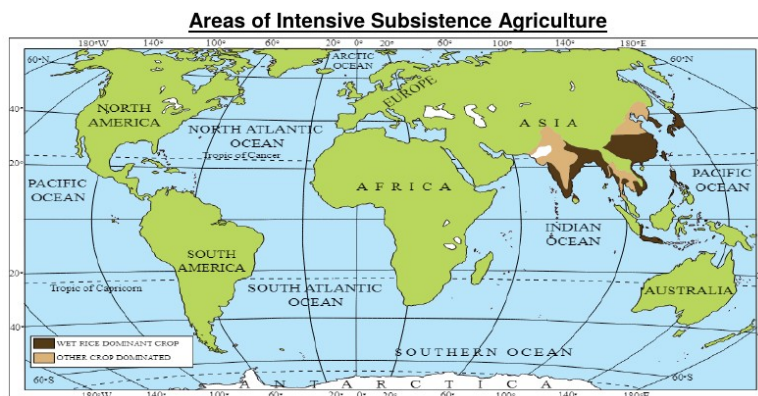 Areas of Intensive Subsistence Agriculture
180°W 140° 100° 60° 20° 0° 20° 60° 100° 140° 180°E
60°N
ARCTIC
OCEAN
60°N
EUROPE
40°
NORTH
AMERICA
ASIA
40°
NORTH ATLANTIC
OCEAN
Tropic of Cancer
20°
20°
PACIFIC
OCEAN
AFRICA
PACIFIC
OCEAN
INDIAN
OCEAN
SOUTH
AMERICA
20°
20°
Tropic of Capricorn
SOUTH ATLANTIC
OCEAN
AUSTRALIA
40°
WET RICE DOMINANT CROP
OTHER CROP DOMINATED
SOUTHERN OCEAN
60°S
ANTARCTICA
60°S
180°W 140° 100° 60° 20° 0° 20° 60° 100° 140° 180°E